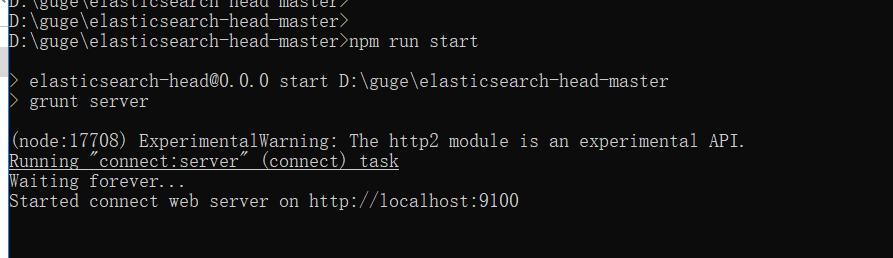 D:\guge\elasticsearch head master>
D:\guge\elasticsearch-head-master>
D:\guge\elasticsearch-head-master>npm run start
> elasticsearch-head@0.0.0 start D:\guge\elasticsearch-head-master
> grunt server
(node:17708) ExperimentalWarning: The http2 module is an experimental API.
Running "connect:server" (connect) task
Waiting forever...
Started connect web server on http://localhost:9100